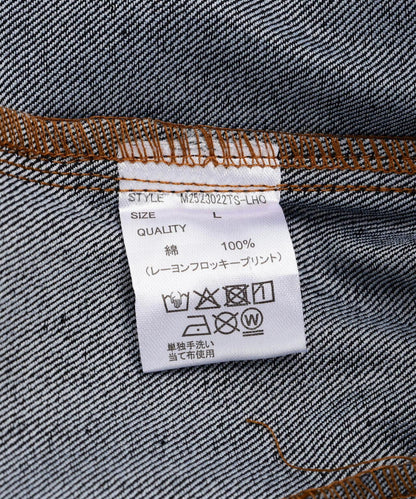 STYLE M2523022TS-LHO
SIZE L
QUALITY
綿 100%
(レーヨンフロッキープリント)
W
単独手洗い
当て布使用